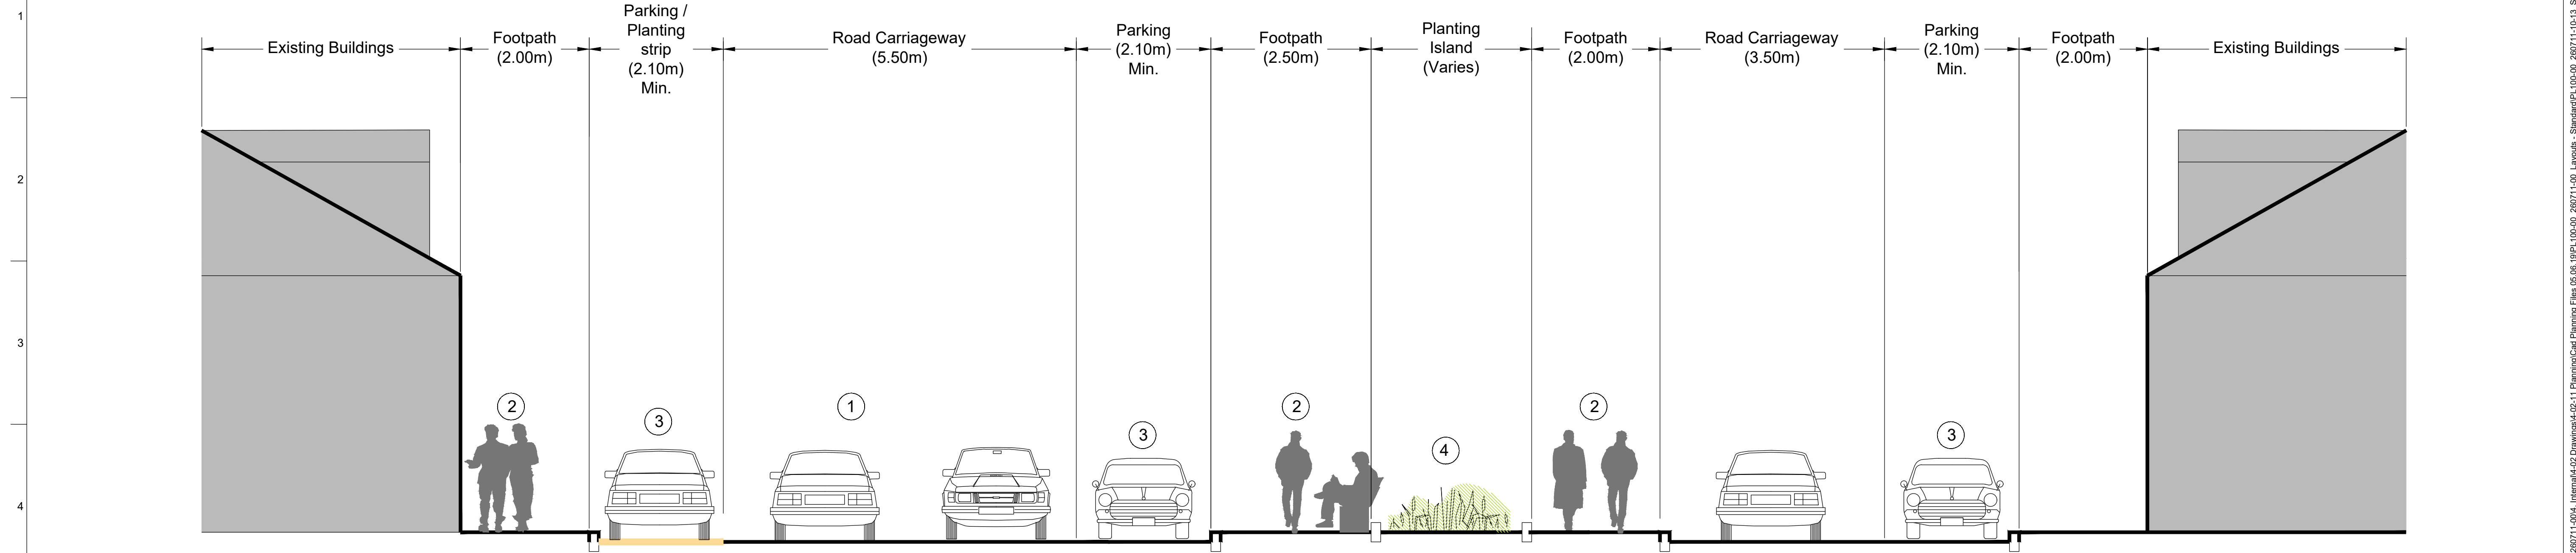 Existing Buildings
Footpath
(2.00m)
Parking /
Planting
strip
(2.10m)
Min.
Road Carriageway
(5.50m)
Parking
(2.10m)
Min.
Footpath
(2.50m)
Planting
Island
(Varies)
Footpath
(2.00m)
Road Carriageway
(3.50m)
Parking
(2.10m)
Min.
Footpath
(2.00m)
Existing Buildings
1
2
3
4
2
3
1
3
2
4
2
3